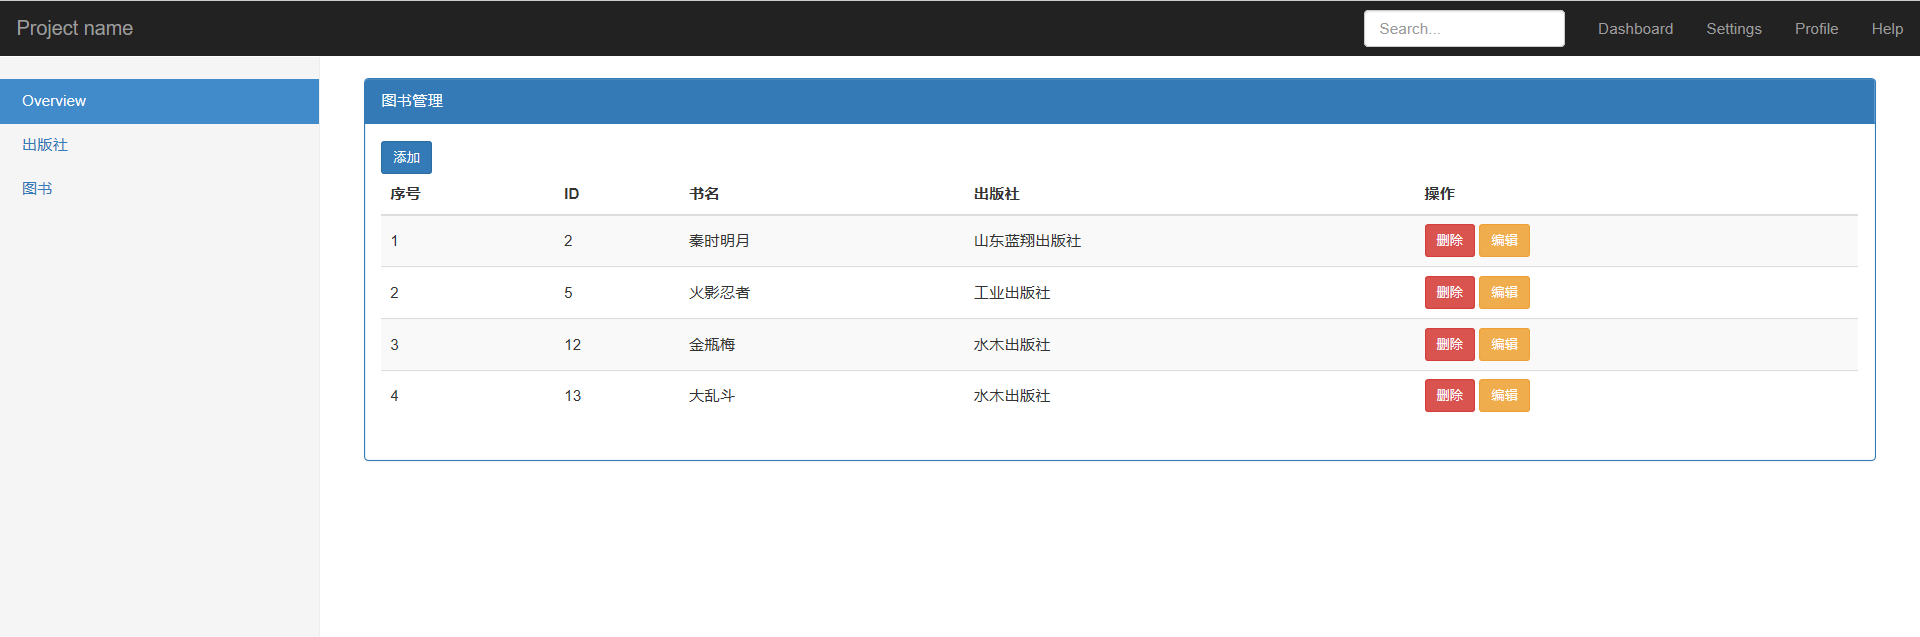 Project name Search... Dashboard Settings Profile Help
Overview
出版社
图书
图书管理
添加
序号 ID 书名 出版社 操作
1 2 秦时明月 山东蓝翔出版社 删除 编辑
2 5 火影忍者 工业出版社 删除 编辑
3 12 金瓶梅 水木出版社 删除 编辑
4 13 大乱斗 水木出版社 删除 编辑